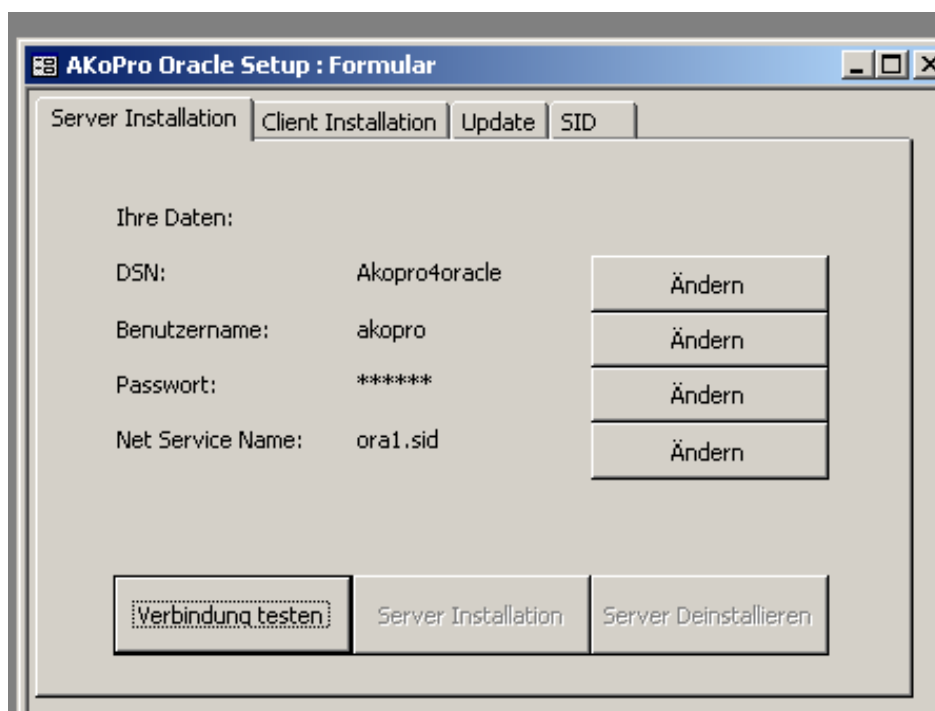 AKoPro Oracle Setup : Formular
Server Installation Client Installation Update SID
Ihre Daten:
DSN: Akopro4oracle Ändern
Benutzername: akopro Ändern
Passwort: ****** Ändern
Net Service Name: ora1.sid Ändern
Verbindung testen Server Installation Server Deinstallieren